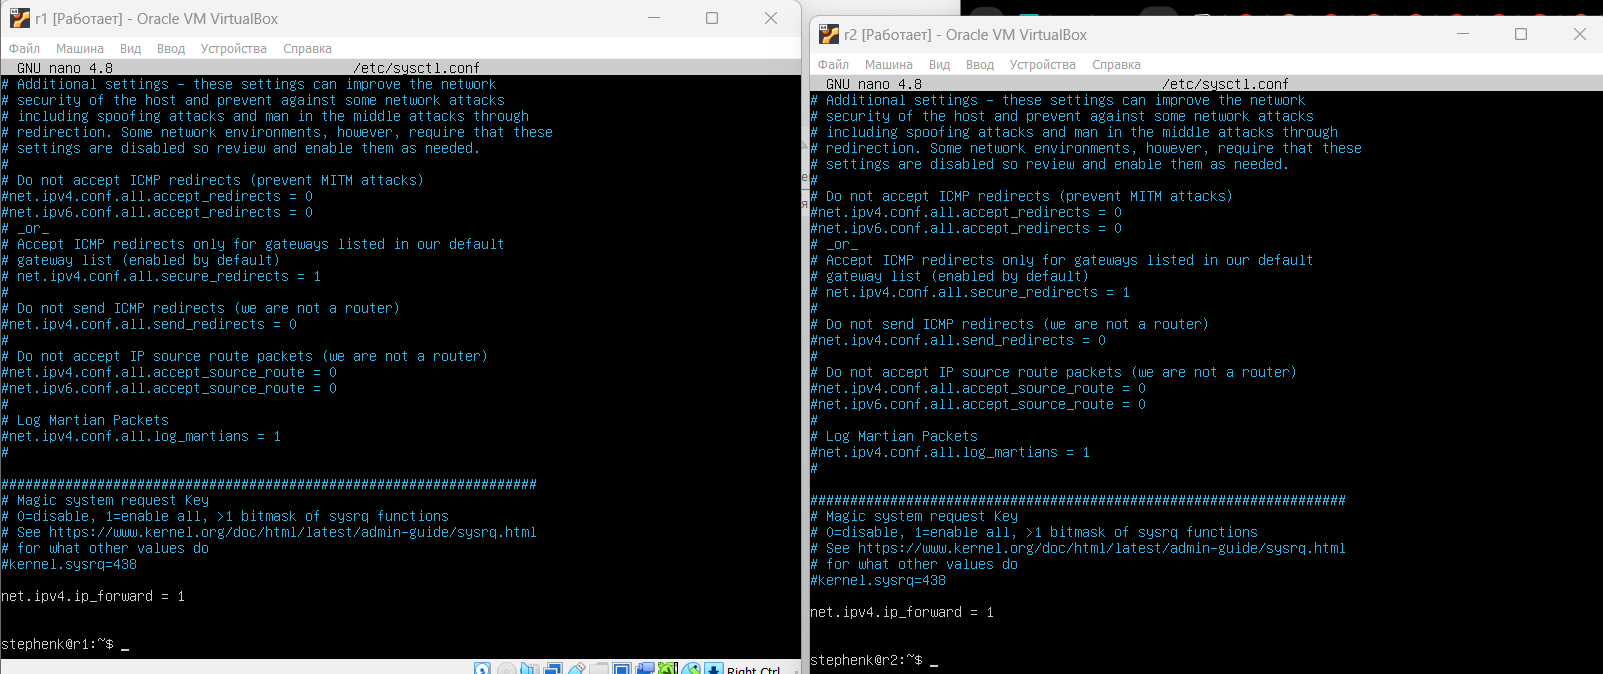 r1 [Работает] - Oracle VM VirtualBox
Файл Машина Вид Ввод Устройства Справка
GNU nano 4.8 /etc/sysctl.conf
# Additional settings – these settings can improve the network
# security of the host and prevent against some network attacks
# including spoofing attacks and man in the middle attacks through
# redirection. Some network environments, however, require that these
# settings are disabled so review and enable them as needed.
#
# Do not accept ICMP redirects (prevent MITM attacks)
#net.ipv4.conf.all.accept_redirects = 0
#net.ipv6.conf.all.accept_redirects = 0
# _or_
# Accept ICMP redirects only for gateways listed in our default
# gateway list (enabled by default)
# net.ipv4.conf.all.secure_redirects = 1
#
# Do not send ICMP redirects (we are not a router)
#net.ipv4.conf.all.send_redirects = 0
#
# Do not accept IP source route packets (we are not a router)
#net.ipv4.conf.all.accept_source_route = 0
#net.ipv6.conf.all.accept_source_route = 0
#
# Log Martian Packets
#net.ipv4.conf.all.log_martians = 1
#
###################################################################
# Magic system request Key
# 0=disable, 1=enable all, >1 bitmask of sysrq functions
# See https://www.kernel.org/doc/html/latest/admin-guide/sysrq.html
# for what other values do
#kernel.sysrq=438
net.ipv4.ip_forward = 1
stephenk@r1:~$ _
Right Ctrl
r2 [Работает] - Oracle VM VirtualBox
Файл Машина Вид Ввод Устройства Справка
GNU nano 4.8 /etc/sysctl.conf
# Additional settings – these settings can improve the network
# security of the host and prevent against some network attacks
# including spoofing attacks and man in the middle attacks through
# redirection. Some network environments, however, require that these
# settings are disabled so review and enable them as needed.
#
# Do not accept ICMP redirects (prevent MITM attacks)
#net.ipv4.conf.all.accept_redirects = 0
#net.ipv6.conf.all.accept_redirects = 0
# _or_
# Accept ICMP redirects only for gateways listed in our default
# gateway list (enabled by default)
# net.ipv4.conf.all.secure_redirects = 1
#
# Do not send ICMP redirects (we are not a router)
#net.ipv4.conf.all.send_redirects = 0
#
# Do not accept IP source route packets (we are not a router)
#net.ipv4.conf.all.accept_source_route = 0
#net.ipv6.conf.all.accept_source_route = 0
#
# Log Martian Packets
#net.ipv4.conf.all.log_martians = 1
#
###################################################################
# Magic system request Key
# 0=disable, 1=enable all, >1 bitmask of sysrq functions
# See https://www.kernel.org/doc/html/latest/admin-guide/sysrq.html
# for what other values do
#kernel.sysrq=438
net.ipv4.ip_forward = 1
stephenk@r2:~$ _